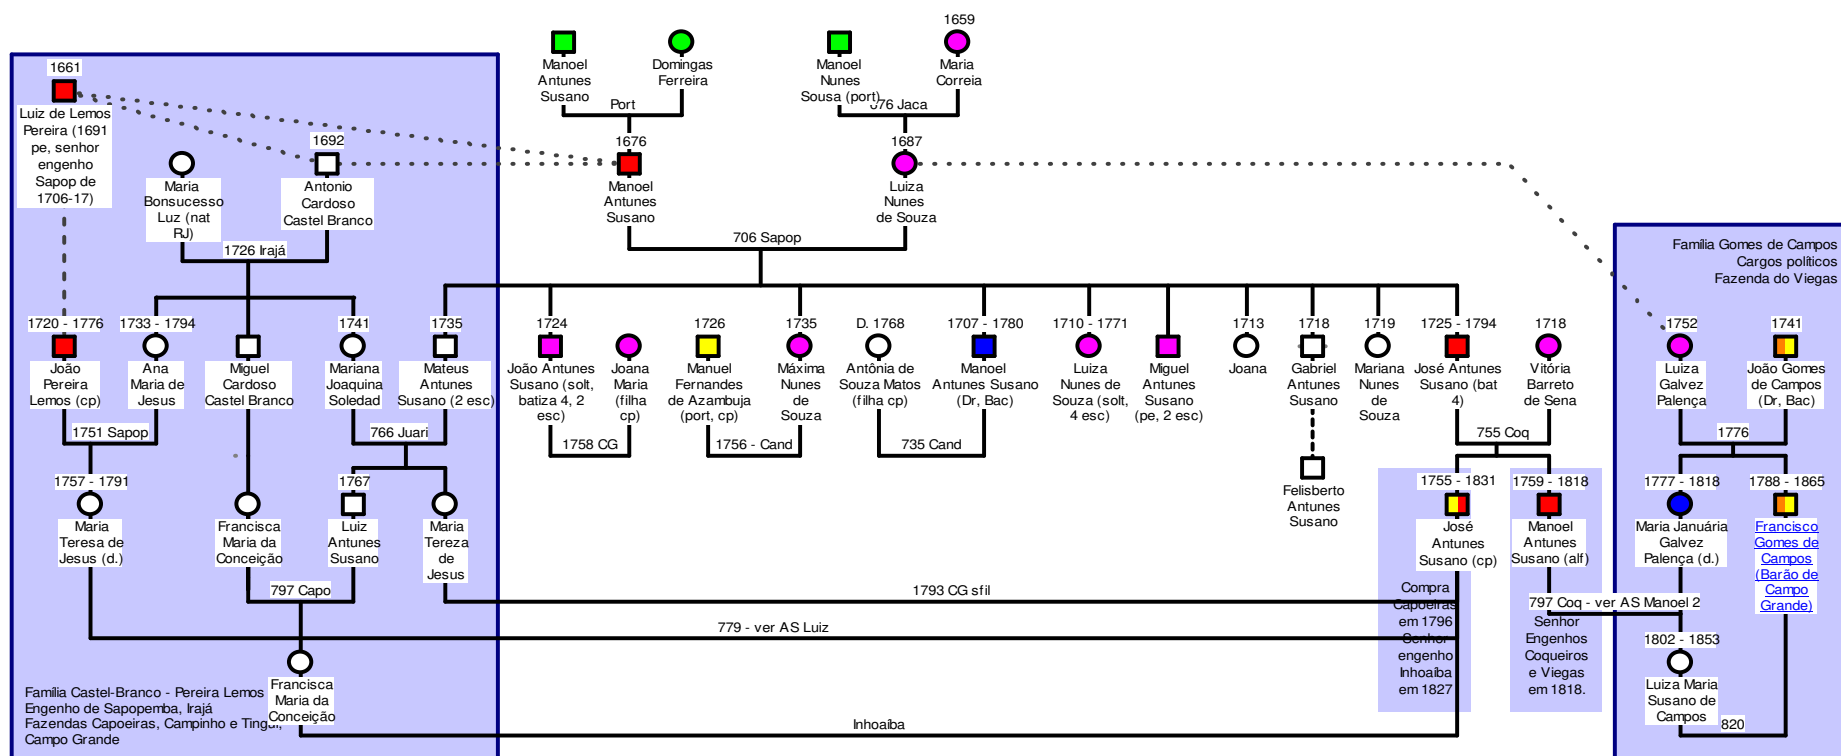 1659
Manoel
Antunes
Susano
Domingas
Ferreira
Manoel
Nunes
Sousa (port)
Maria
Correia
Port
676 Jaca
1661
Luiz de Lemos
Pereira (1691
pe, senhor
engenho
Sapop de
1706-17)
Maria
Bonsucesso
Luz (nat
RJ)
1692
Antonio
Cardoso
Castel Branco
1676
Manoel
Antunes
Susano
1687
Luiza
Nunes
de Souza
1726 Irajá
706 Sapop
Família Gomes de Campos
Cargos políticos
Fazenda do Viegas
1720 - 1776
João
Pereira
Lemos (cp)
1733 - 1794
Ana
Maria de
Jesus
Miguel
Cardoso
Castel Branco
1741
Mariana
Joaquina
Soledad
1735
Mateus
Antunes
Susano (2 esc)
1724
João Antunes
Susano (solt,
batiza 4, 2
esc)
Joana
Maria
(filha
cp)
1726
Manuel
Fernandes
de Azambuja
(port, cp)
1735
Máxima
Nunes
de
Souza
D. 1768
Antônia de
Souza Matos
(filha cp)
1707 - 1780
Manoel
Antunes Susano
(Dr, Bac)
1710 - 1771
Luiza
Nunes de
Souza (solt,
4 esc)
Miguel
Antunes
Susano
(pe, 2 esc)
1713
Joana
1718
Gabriel
Antunes
Susano
1719
Mariana
Nunes
de
Souza
1725 - 1794
José Antunes
Susano (bat
4)
1718
Vitória
Barreto
de Sena
1752
Luiza
Galvez
Palença
1741
João Gomes
de Campos
(Dr, Bac)
1751 Sapop
766 Juari
1758 CG
1756 - Cand
735 Cand
755 Coq
1776
1757 - 1791
Maria
Teresa de
Jesus (d.)
Francisca
Maria da
Conceição
1767
Luiz
Antunes
Susano
Maria
Tereza
de
Jesus
Felisberto
Antunes
Susano
1755 - 1831
José
Antunes
Susano (cp)
1759 - 1818
Manoel
Antunes
Susano (alf)
1777 - 1818
Maria Januária
Galvez
Palença (d.)
1788 - 1865
Francisco
Gomes de
Campos
(Barão de
Campo
Grande)
797 Capo
1793 CG sfil
779 - ver AS Luiz
797 Coq - ver AS Manoel 2
Compra
Capoeiras
em 1796
Senhor
engenho
Inhoaíba
em 1827
Senhor
Engenhos
Coqueiros
e Viegas
em 1818.
1802 - 1853
Luiza Maria
Susano de
Campos
Francisca
Maria da
Conceição
Inhoaíba
820
Família Castel-Branco - Pereira Lemos
Engenho de Sapopemba, Irajá
Fazendas Capoeiras, Campinho e Tingui,
Campo Grande